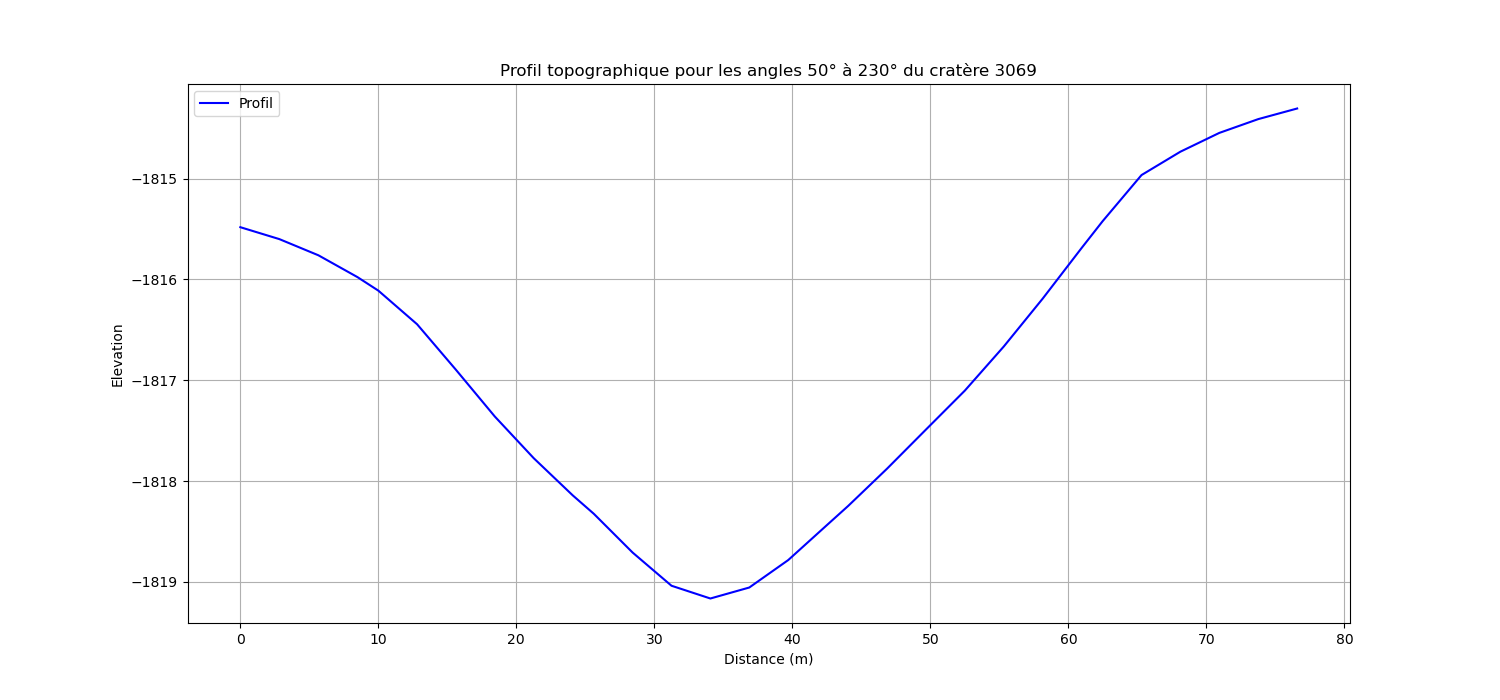 Profil topographique pour les angles 50° à 230° du cratère 3069
Profil
Elevation
−1815
−1816
−1817
−1818
−1819
0 10 20 30 40 50 60 70 80
Distance (m)